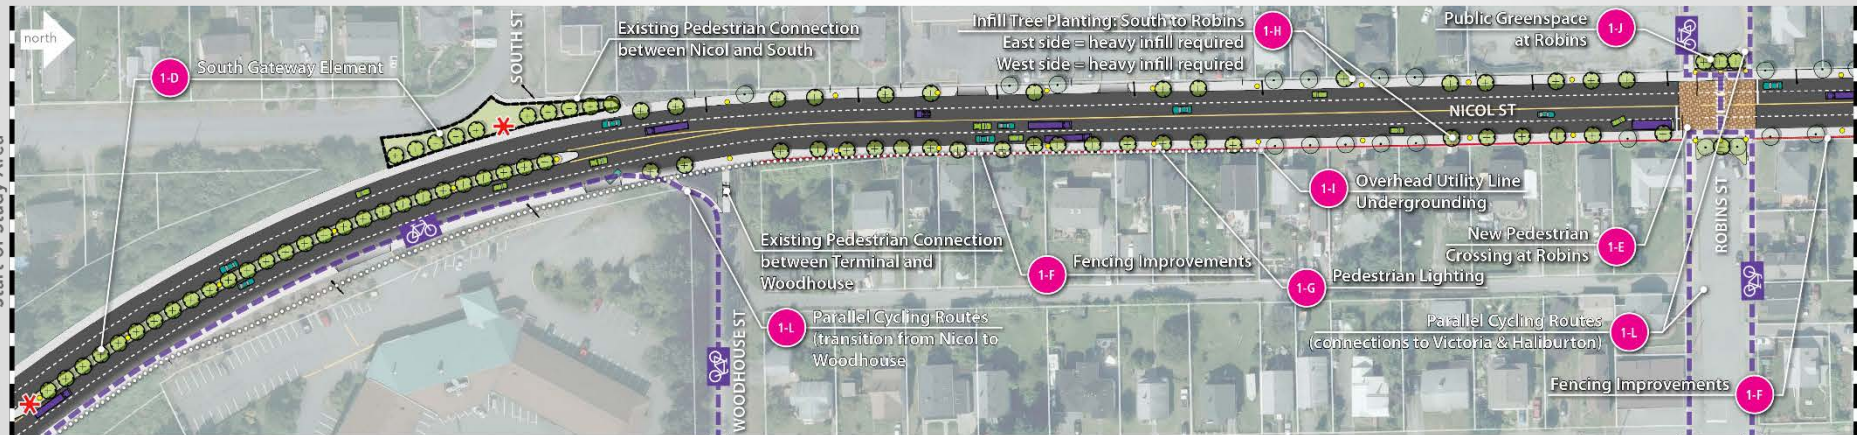 north
1-D
South Gateway Element
SOUTH ST
Existing Pedestrian Connection
between Nicol and South
Infill Tree Planting: South to Robins
East side = heavy infill required
West side = heavy infill required
1-H
Public Greenspace
at Robins
1-J
NICOL ST
Start of Study Area
1-I
Overhead Utility Line
Undergrounding
New Pedestrian
Crossing at Robins
1-E
ROBINS ST
Existing Pedestrian Connection
between Terminal and
Woodhouse
1-F
Fencing Improvements
1-G
Pedestrian Lighting
WOODHOUSE ST
1-L
Parallel Cycling Routes
(transition from Nicol to
Woodhouse
Parallel Cycling Routes
(connections to Victoria & Haliburton)
1-L
Fencing Improvements
1-F